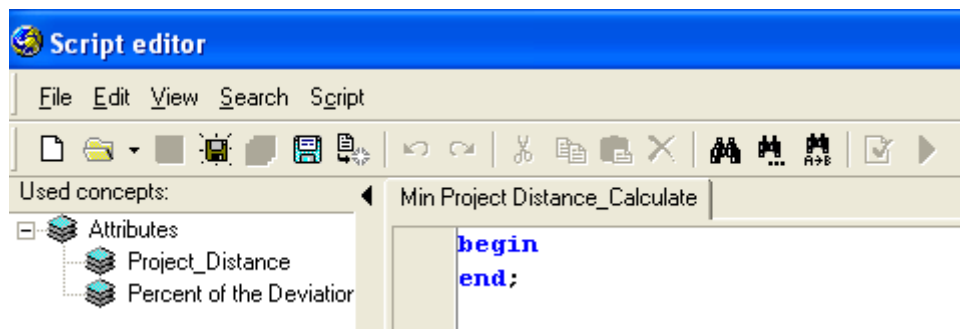 Script editor
File Edit View Search Script
A+B
Used concepts:
Min Project Distance_Calculate
Attributes
Project_Distance
Percent of the Deviation
begin
end;